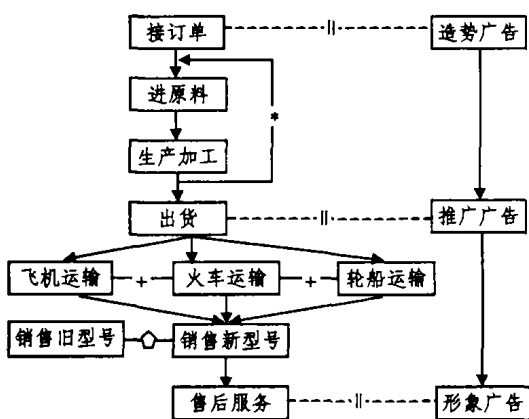 接订单 || 造势广告
进原料
*
生产加工
出货 || 推广广告
飞机运输 + 火车运输 + 轮船运输
销售旧型号 销售新型号
售后服务 || 形象广告